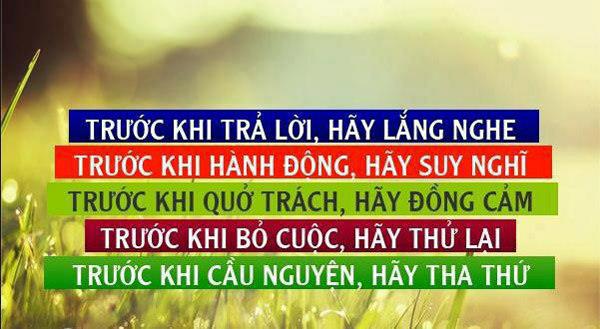 TRƯỚC KHI TRẢ LỜI, HÃY LẮNG NGHE
TRƯỚC KHI HÀNH ĐỘNG, HÃY SUY NGHĨ
TRƯỚC KHI QUỞ TRÁCH, HÃY ĐỒNG CẢM
TRƯỚC KHI BỎ CUỘC, HÃY THỬ LẠI
TRƯỚC KHI CẦU NGUYỆN, HÃY THA THỨ